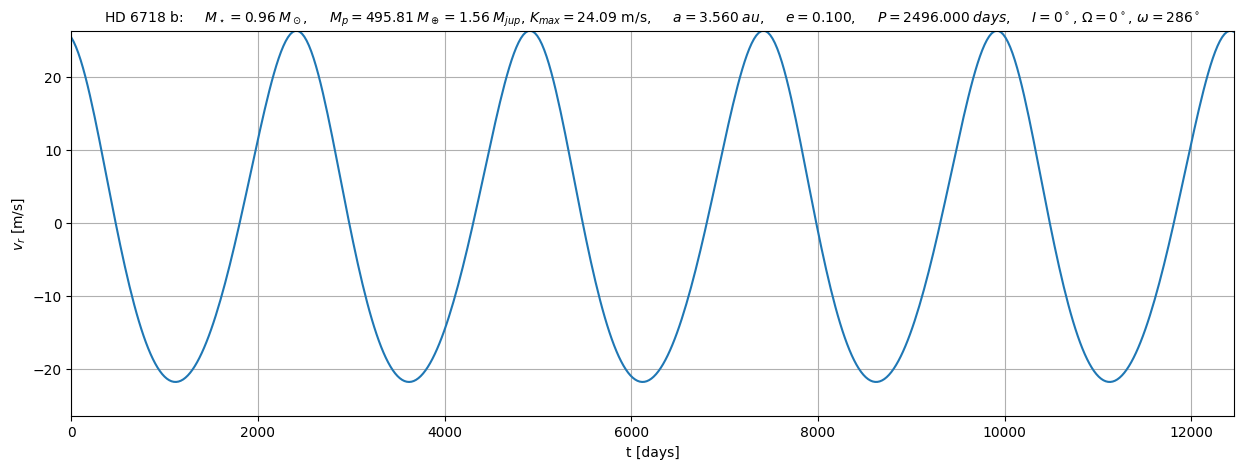 HD 6718 b: M⋆ = 0.96 M⊙, Mp = 495.81 M⊕ = 1.56 Mjup, Kmax = 24.09 m/s, a = 3.560 au, e = 0.100, P = 2496.000 days, I = 0°, Ω = 0°, ω = 286°
20
10
0
−10
−20
vr [m/s]
0 2000 4000 6000 8000 10000 12000
t [days]